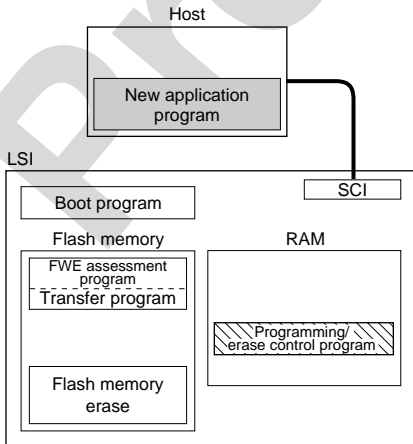 Host
New application
program
LSI
SCI
Boot program
Flash memory
RAM
FWE assessment
program
Transfer program
Programming/
erase control program
Flash memory
erase